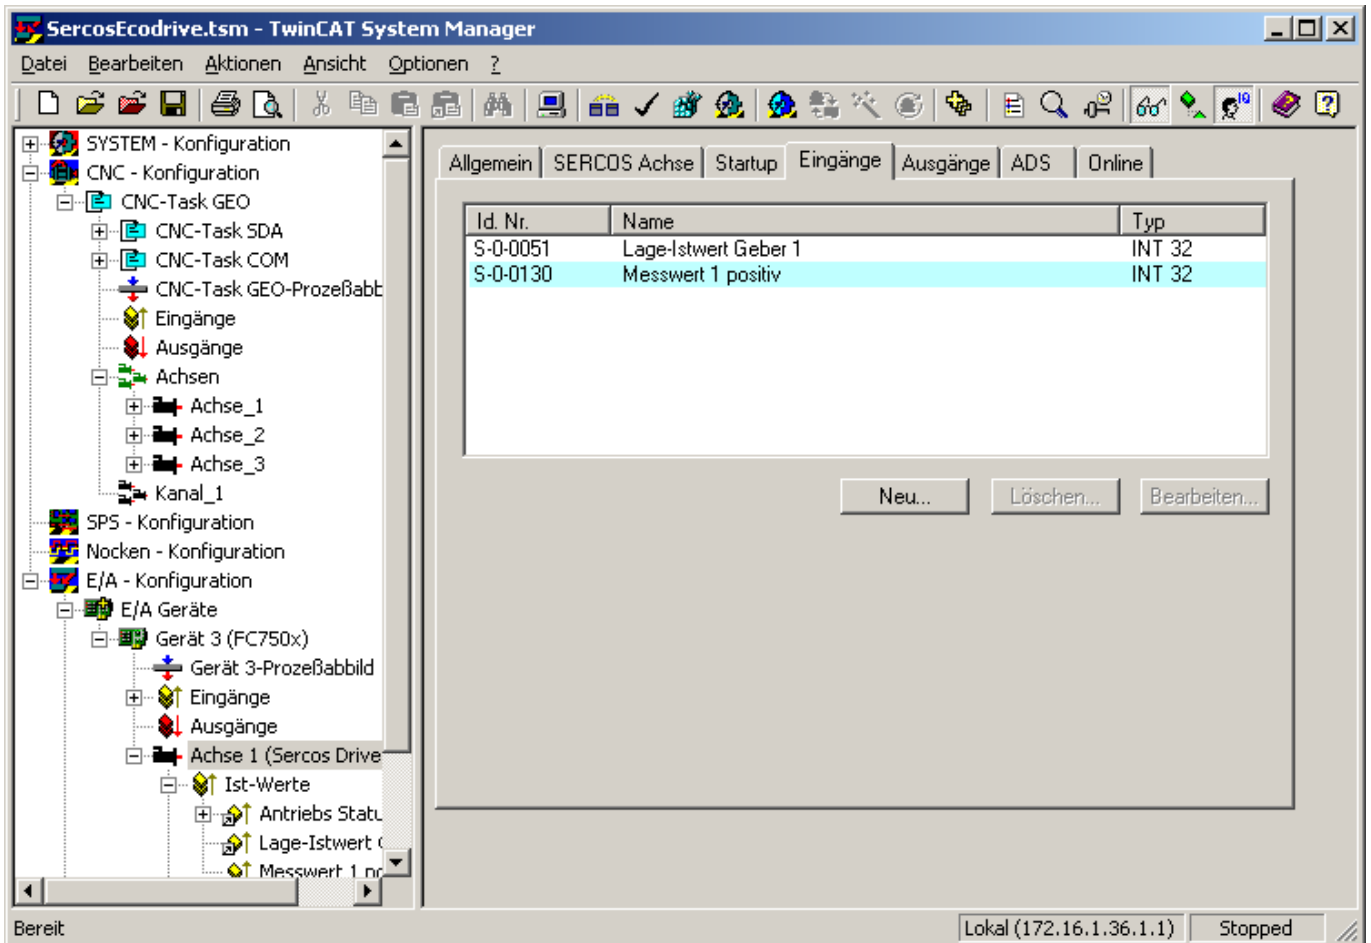 SercosEcodrive.tsm - TwinCAT System Manager
Datei Bearbeiten Aktionen Ansicht Optionen ?
SYSTEM - Konfiguration
CNC - Konfiguration
CNC-Task GEO
CNC-Task SDA
CNC-Task COM
CNC-Task GEO-Prozeßabb
Eingänge
Ausgänge
Achsen
Achse_1
Achse_2
Achse_3
Kanal_1
SPS - Konfiguration
Nocken - Konfiguration
E/A - Konfiguration
E/A Geräte
Gerät 3 (FC750x)
Gerät 3-Prozeßabbild
Eingänge
Ausgänge
Achse 1 (Sercos Drive
Ist-Werte
Antriebs Statu
Lage-Istwert G
Messwert 1 po
Allgemein SERCOS Achse Startup Eingänge Ausgänge ADS Online
Id. Nr. Name Typ
S-0-0051 Lage-Istwert Geber 1 INT 32
S-0-0130 Messwert 1 positiv INT 32
Neu... Löschen... Bearbeiten...
Bereit Lokal (172.16.1.36.1.1) Stopped